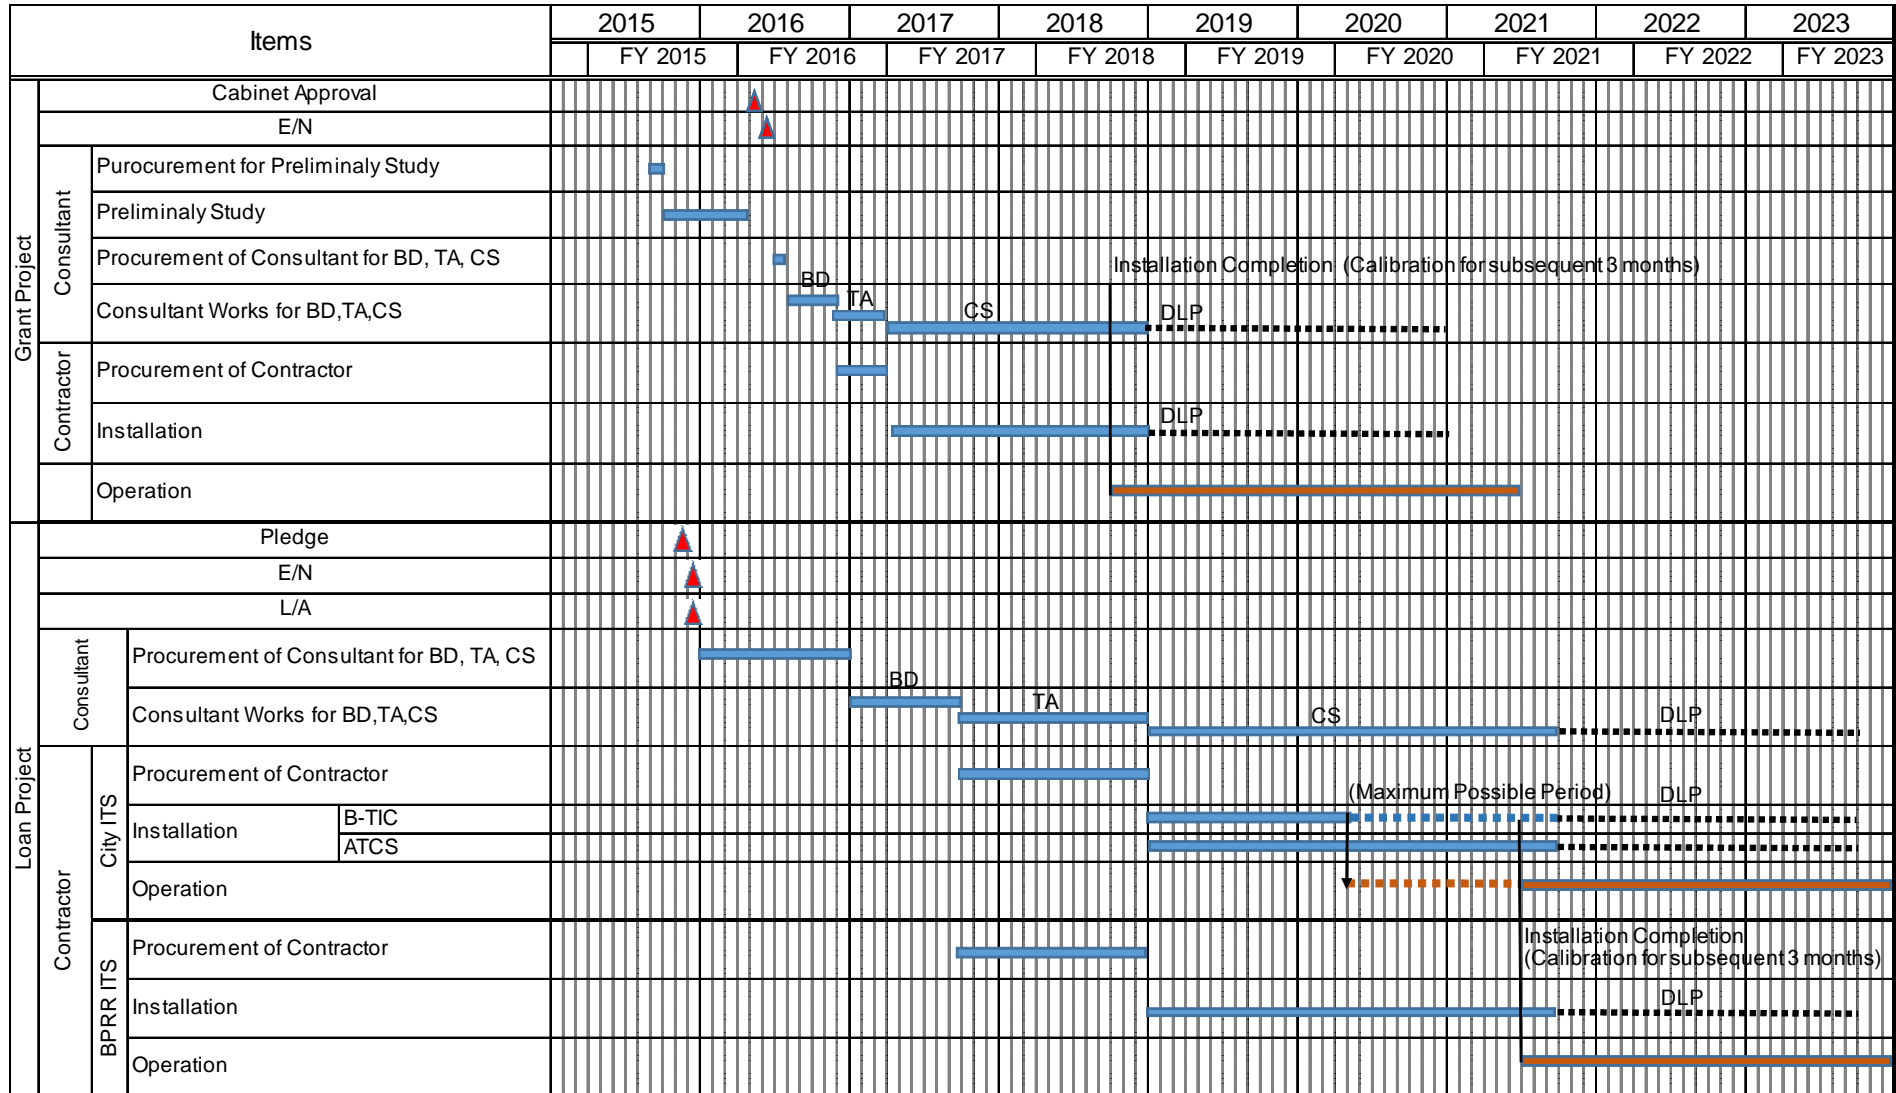 Items
2015 2016 2017 2018 2019 2020 2021 2022 2023
FY 2015 FY 2016 FY 2017 FY 2018 FY 2019 FY 2020 FY 2021 FY 2022 FY 2023
Grant Project
Cabinet Approval
E/N
Consultant
Purocurement for Preliminaly Study
Preliminaly Study
Procurement of Consultant for BD, TA, CS
Installation Completion (Calibration for subsequent 3 months)
Consultant Works for BD,TA,CS
BD
TA
CS
DLP
Contractor
Procurement of Contractor
Installation
DLP
Operation
Loan Project
Pledge
E/N
L/A
Consultant
Procurement of Consultant for BD, TA, CS
Consultant Works for BD,TA,CS
BD
TA
CS
DLP
Contractor
City ITS
Procurement of Contractor
(Maximum Possible Period)
DLP
Installation
B-TIC
ATCS
Operation
BPRR ITS
Procurement of Contractor
Installation Completion
(Calibration for subsequent 3 months)
Installation
DLP
Operation